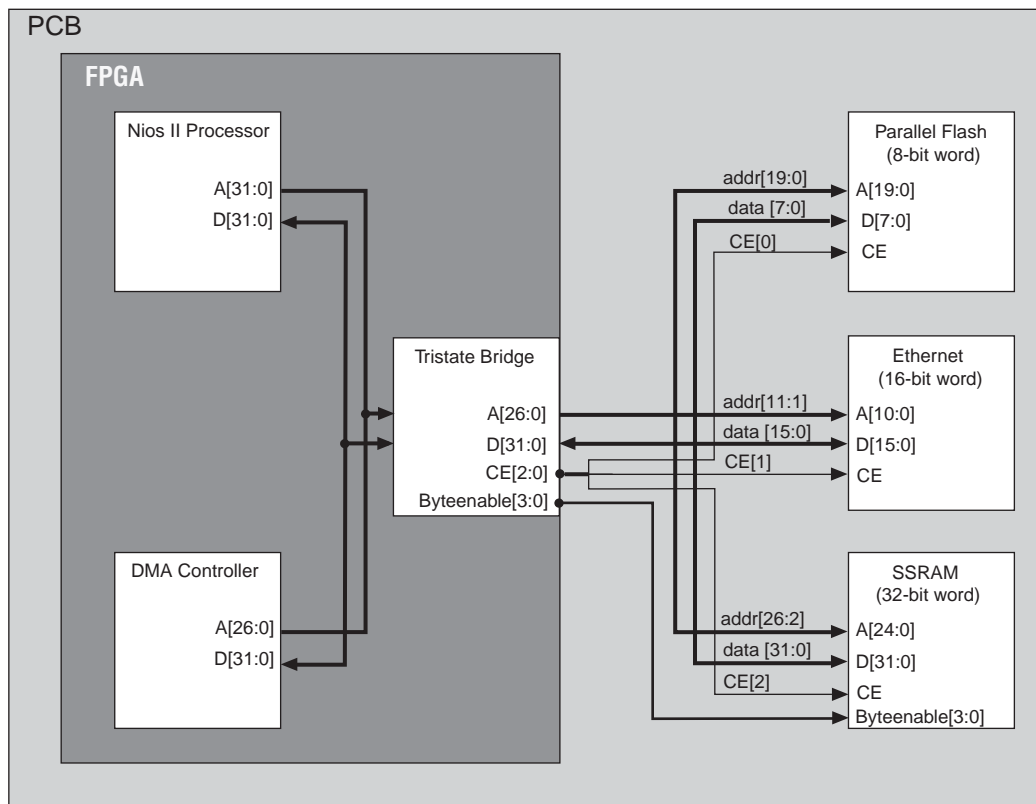 PCB
FPGA
Nios II Processor
A[31:0]
D[31:0]
Tristate Bridge
A[26:0]
D[31:0]
CE[2:0]
Byteenable[3:0]
DMA Controller
A[26:0]
D[31:0]
addr[19:0]
data [7:0]
CE[0]
Parallel Flash
(8-bit word)
A[19:0]
D[7:0]
CE
addr[11:1]
data [15:0]
CE[1]
Ethernet
(16-bit word)
A[10:0]
D[15:0]
CE
addr[26:2]
data [31:0]
CE[2]
SSRAM
(32-bit word)
A[24:0]
D[31:0]
CE
Byteenable[3:0]